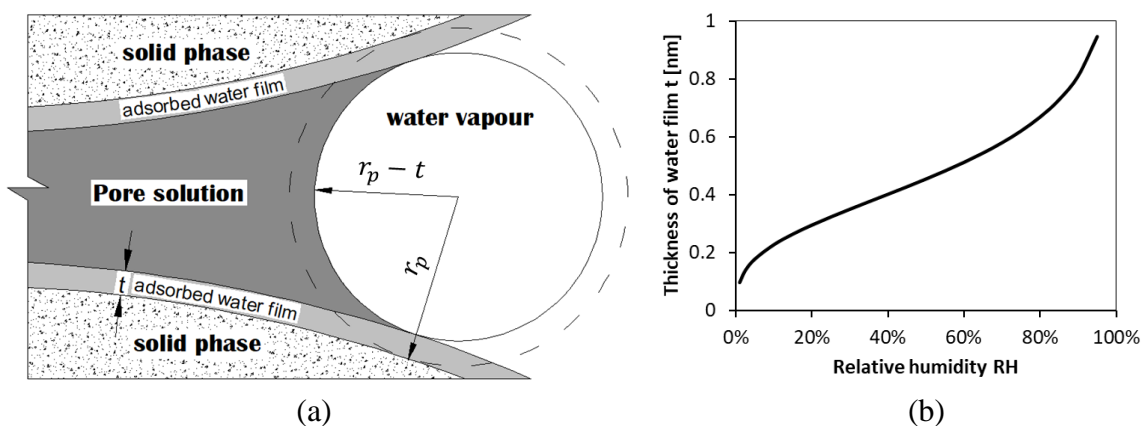 solid phase
adsorbed water film
water vapour
r_p − t
Pore solution
r_p
t
adsorbed water film
solid phase
(a)
Thickness of water film t [nm]
1
0.8
0.6
0.4
0.2
0
0% 20% 40% 60% 80% 100%
Relative humidity RH
(b)